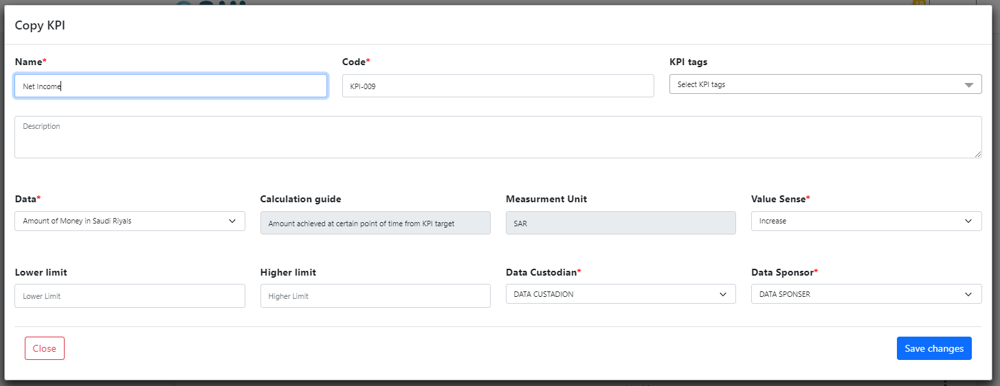 Copy KPI
Name* Code* KPI tags
Net Income KPI-009 Select KPI tags
Description
Data* Calculation guide Measurment Unit Value Sense*
Amount of Money in Saudi Riyals Amount achieved at certain point of time from KPI target SAR Increase
Lower limit Higher limit Data Custodian* Data Sponsor*
Lower Limit Higher Limit DATA CUSTADION DATA SPONSER
Close Save changes